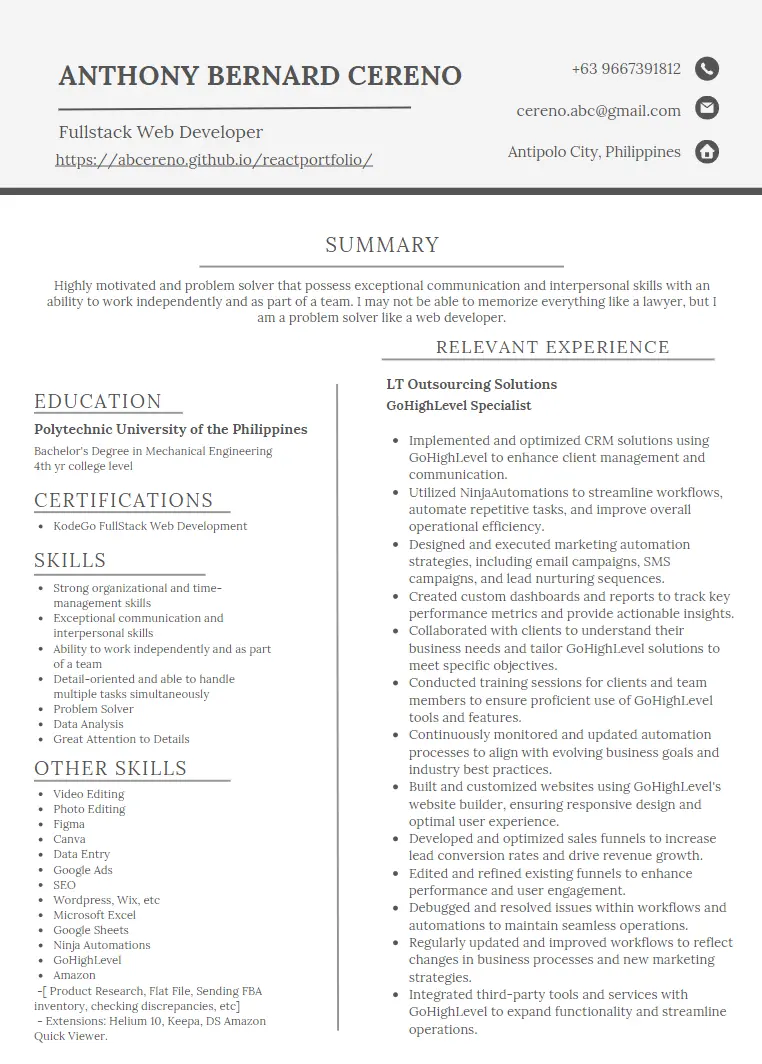 ANTHONY BERNARD CERENO
Fullstack Web Developer
https://abcereno.github.io/reactportfolio/
+63 9667391812
cereno.abc@gmail.com
Antipolo City, Philippines
SUMMARY
Highly motivated and problem solver that possess exceptional communication and interpersonal skills with an
ability to work independently and as part of a team. I may not be able to memorize everything like a lawyer, but I
am a problem solver like a web developer.
EDUCATION
Polytechnic University of the Philippines
Bachelor's Degree in Mechanical Engineering
4th yr college level
CERTIFICATIONS
• KodeGo FullStack Web Development
SKILLS
• Strong organizational and time-
management skills
• Exceptional communication and
interpersonal skills
• Ability to work independently and as part
of a team
• Detail-oriented and able to handle
multiple tasks simultaneously
• Problem Solver
• Data Analysis
• Great Attention to Details
OTHER SKILLS
• Video Editing
• Photo Editing
• Figma
• Canva
• Data Entry
• Google Ads
• SEO
• Wordpress, Wix, etc
• Microsoft Excel
• Google Sheets
• Ninja Automations
• GoHighLevel
• Amazon
-[ Product Research, Flat File, Sending FBA
inventory, checking discrepancies, etc]
- Extensions: Helium 10, Keepa, DS Amazon
Quick Viewer.
RELEVANT EXPERIENCE
LT Outsourcing Solutions
GoHighLevel Specialist
• Implemented and optimized CRM solutions using
GoHighLevel to enhance client management and
communication.
• Utilized NinjaAutomations to streamline workflows,
automate repetitive tasks, and improve overall
operational efficiency.
• Designed and executed marketing automation
strategies, including email campaigns, SMS
campaigns, and lead nurturing sequences.
• Created custom dashboards and reports to track key
performance metrics and provide actionable insights.
• Collaborated with clients to understand their
business needs and tailor GoHighLevel solutions to
meet specific objectives.
• Conducted training sessions for clients and team
members to ensure proficient use of GoHighLevel
tools and features.
• Continuously monitored and updated automation
processes to align with evolving business goals and
industry best practices.
• Built and customized websites using GoHighLevel's
website builder, ensuring responsive design and
optimal user experience.
• Developed and optimized sales funnels to increase
lead conversion rates and drive revenue growth.
• Edited and refined existing funnels to enhance
performance and user engagement.
• Debugged and resolved issues within workflows and
automations to maintain seamless operations.
• Regularly updated and improved workflows to reflect
changes in business processes and new marketing
strategies.
• Integrated third-party tools and services with
GoHighLevel to expand functionality and streamline
operations.